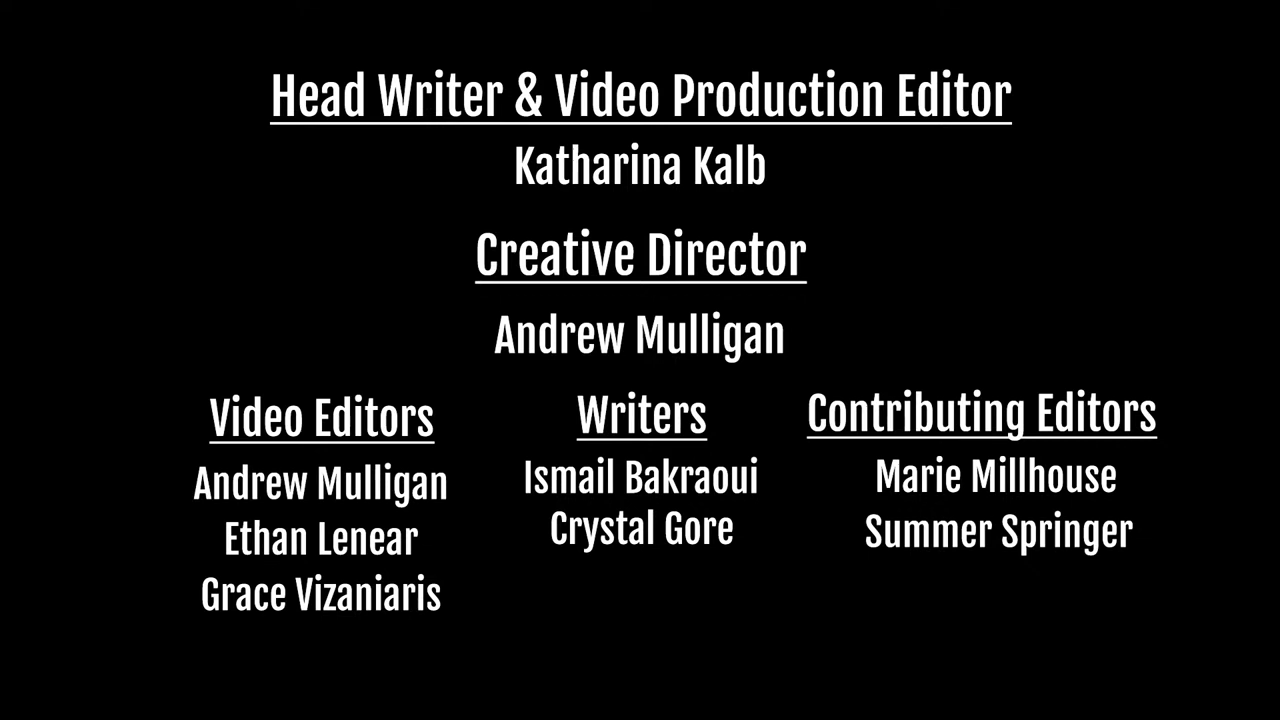 Head Writer & Video Production Editor
Katharina Kalb
Creative Director
Andrew Mulligan
Video Editors
Andrew Mulligan
Ethan Lenear
Grace Vizaniaris
Writers
Ismail Bakraoui
Crystal Gore
Contributing Editors
Marie Millhouse
Summer Springer